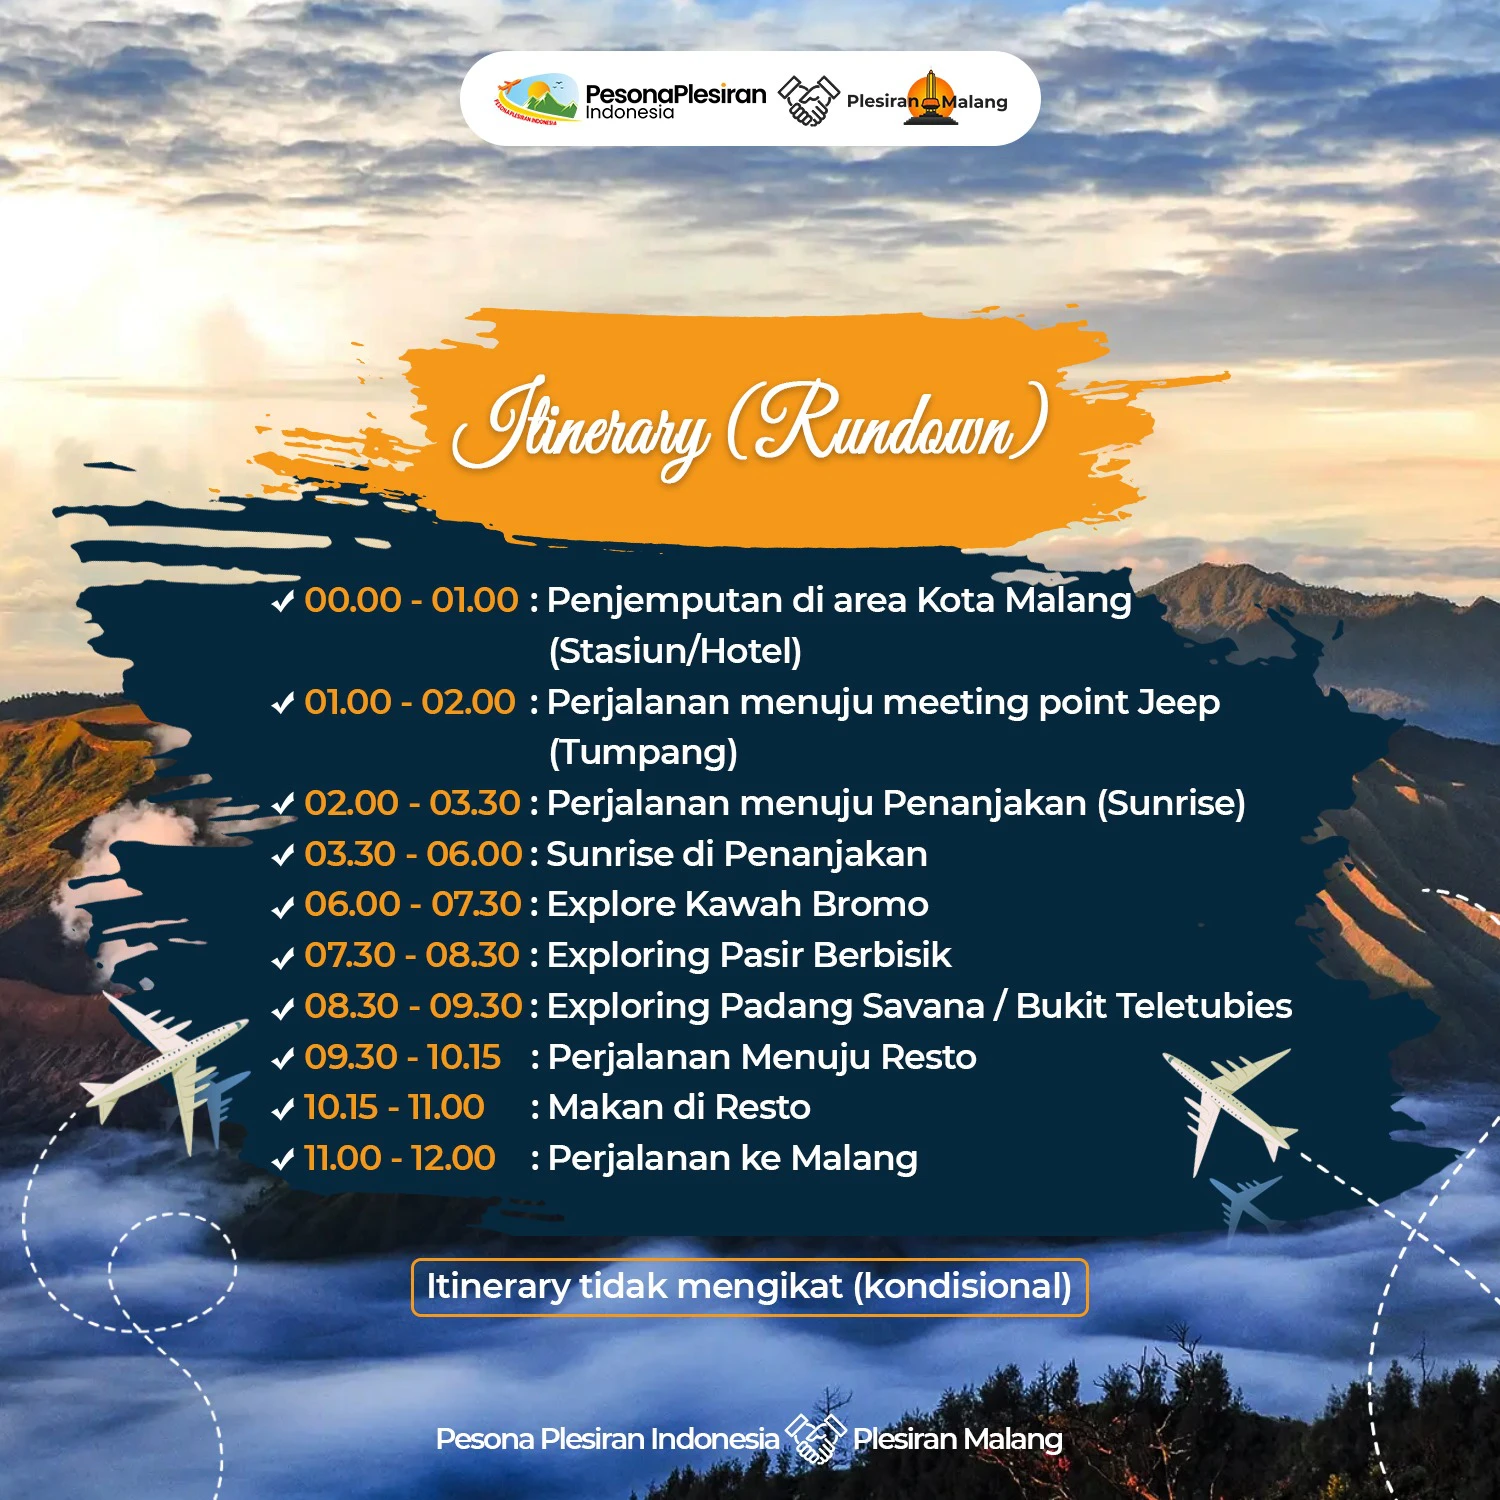 PesonaPlesiran
Indonesia
PESONAPLESIRAN INDONESIA
Plesiran Malang
Itinerary (Rundown)
00.00 - 01.00 : Penjemputan di area Kota Malang
(Stasiun/Hotel)
01.00 - 02.00 : Perjalanan menuju meeting point Jeep
(Tumpang)
02.00 - 03.30 : Perjalanan menuju Penanjakan (Sunrise)
03.30 - 06.00 : Sunrise di Penanjakan
06.00 - 07.30 : Explore Kawah Bromo
07.30 - 08.30 : Exploring Pasir Berbisik
08.30 - 09.30 : Exploring Padang Savana / Bukit Teletubies
09.30 - 10.15 : Perjalanan Menuju Resto
10.15 - 11.00 : Makan di Resto
11.00 - 12.00 : Perjalanan ke Malang
Itinerary tidak mengikat (kondisional)
Pesona Plesiran Indonesia Plesiran Malang